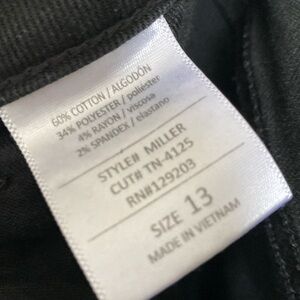 60% COTTON / ALGODÓN
34% POLYESTER / poliéster
4% RAYON / viscosa
2% SPANDEX / elastano
STYLE# MILLER
CUT# TN-4125
RN#129203
SIZE 13
MADE IN VIETNAM